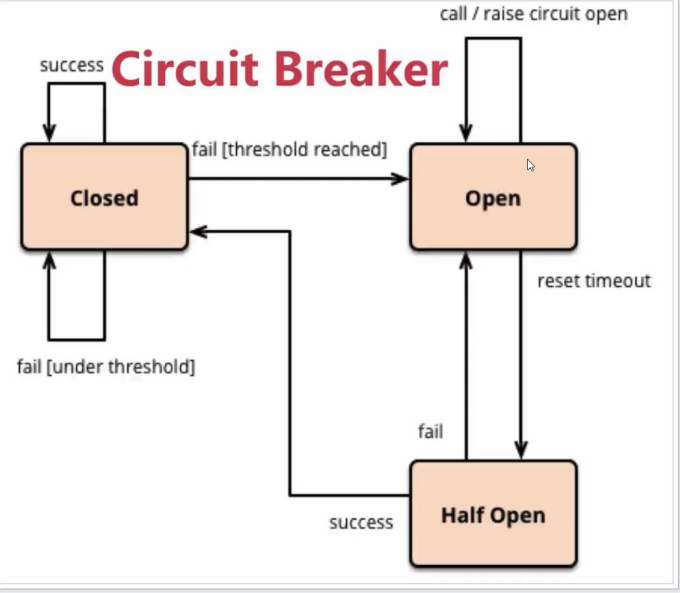 call / raise circuit open
success
Circuit Breaker
fail [threshold reached]
Closed
Open
reset timeout
fail [under threshold]
fail
Half Open
success